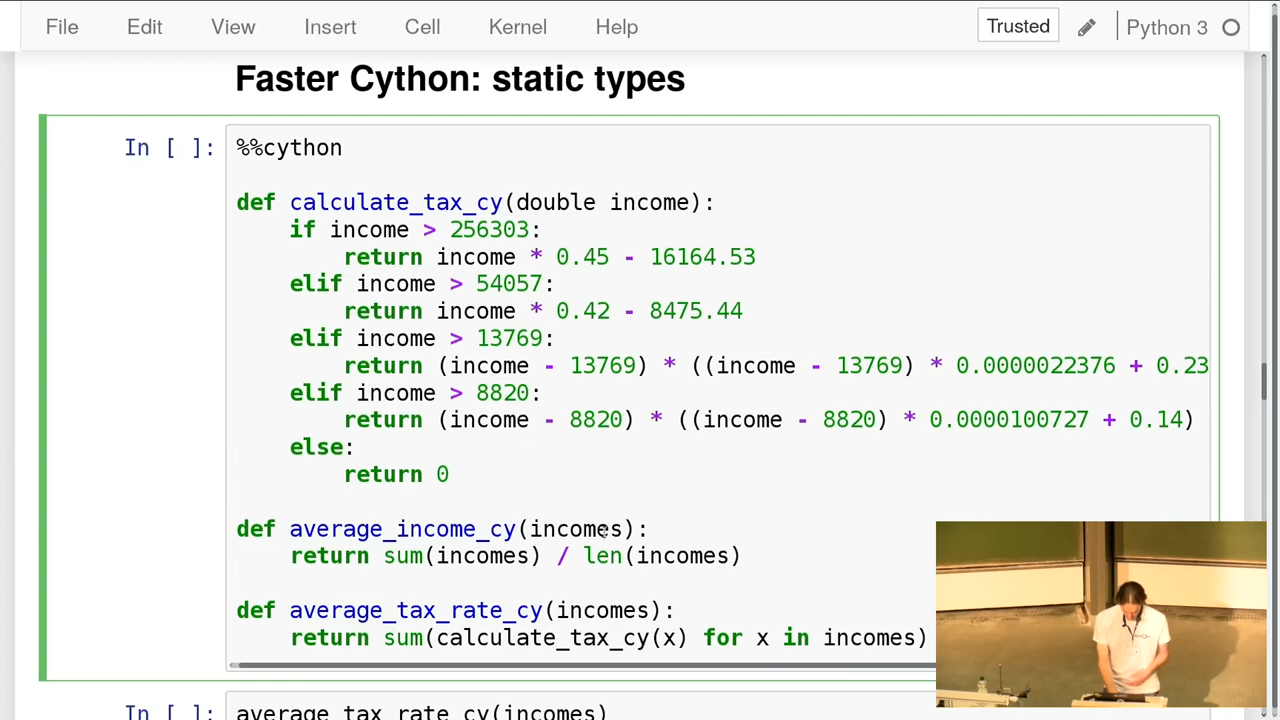 File Edit View Insert Cell Kernel Help Trusted Python 3
Faster Cython: static types
In [ ]: %%cython
def calculate_tax_cy(double income):
    if income > 256303:
        return income * 0.45 - 16164.53
    elif income > 54057:
        return income * 0.42 - 8475.44
    elif income > 13769:
        return (income - 13769) * ((income - 13769) * 0.0000022376 + 0.23
    elif income > 8820:
        return (income - 8820) * ((income - 8820) * 0.0000100727 + 0.14)
    else:
        return 0
def average_income_cy(incomes):
    return sum(incomes) / len(incomes)
def average_tax_rate_cy(incomes):
    return sum(calculate_tax_cy(x) for x in incomes)
In [ ]: average_tax_rate_cy(incomes)